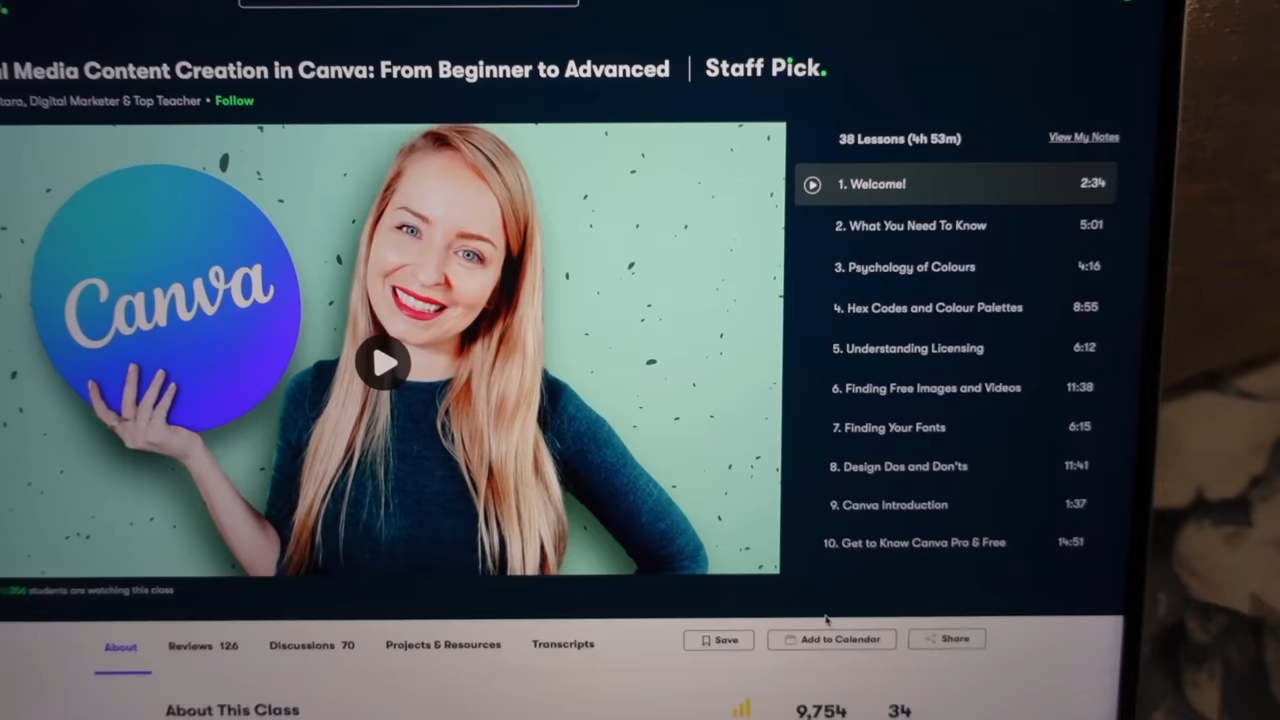 l Media Content Creation in Canva: From Beginner to Advanced | Staff Pick.
tara, Digital Marketer & Top Teacher • Follow
Canva
38 Lessons (4h 53m) View My Notes
1. Welcome! 2:34
2. What You Need To Know 5:01
3. Psychology of Colours 4:16
4. Hex Codes and Colour Palettes 8:55
5. Understanding Licensing 6:12
6. Finding Free Images and Videos 11:38
7. Finding Your Fonts 6:15
8. Design Dos and Don'ts 11:41
9. Canva Introduction 1:37
10. Get to Know Canva Pro & Free 14:51
students are watching this class
About Reviews 126 Discussions 70 Projects & Resources Transcripts Save Add to Calendar Share
About This Class 9,754 34